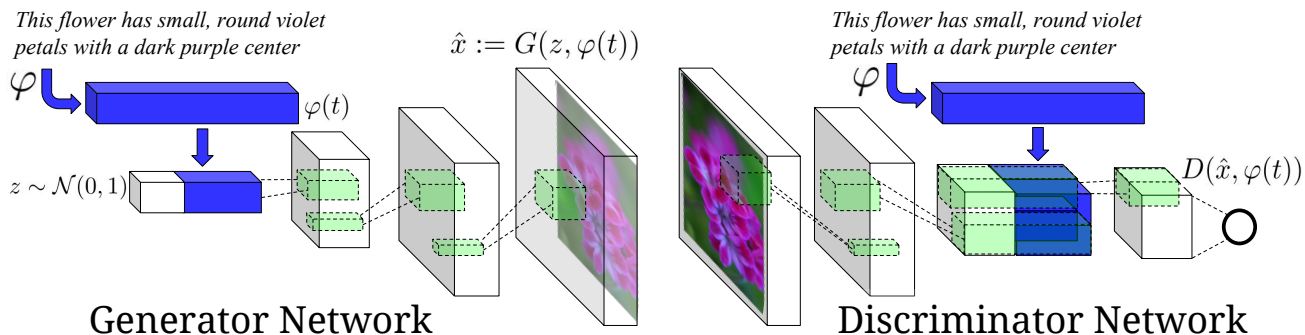 This flower has small, round violet
petals with a dark purple center
φ
φ(t)
z ∼ 𝒩(0, 1)
x̂ := G(z, φ(t))
Generator Network
This flower has small, round violet
petals with a dark purple center
φ
D(x̂, φ(t))
Discriminator Network